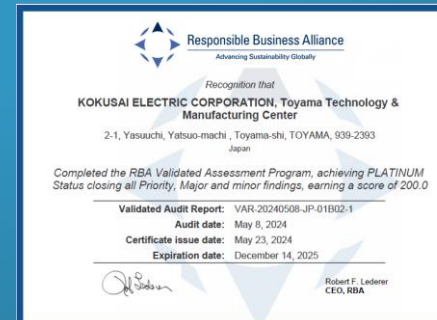 Responsible Business Alliance
Advancing Sustainability Globally
Recognition that
KOKUSAI ELECTRIC CORPORATION, Toyama Technology &
Manufacturing Center
2-1, Yasuuchi, Yatsuo-machi , Toyama-shi, TOYAMA, 939-2393
Japan
Completed the RBA Validated Assessment Program, achieving PLATINUM
Status closing all Priority, Major and minor findings, earning a score of 200.0
Validated Audit Report: VAR-20240508-JP-01B02-1
Audit date: May 8, 2024
Certificate issue date: May 23, 2024
Expiration date: December 14, 2025
Robert F. Lederer
CEO, RBA